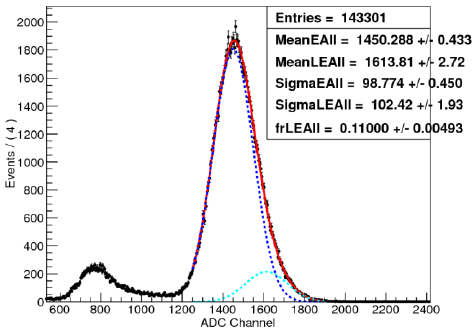 Entries = 143301
MeanEAll = 1450.288 +/- 0.433
MeanLEAll = 1613.81 +/- 2.72
SigmaEAll = 98.774 +/- 0.450
SigmaLEAll = 102.42 +/- 1.93
frLEAll = 0.11000 +/- 0.00493
Events / ( 4 )
2000
1800
1600
1400
1200
1000
800
600
400
200
0
600 800 1000 1200 1400 1600 1800 2000 2200 2400
ADC Channel